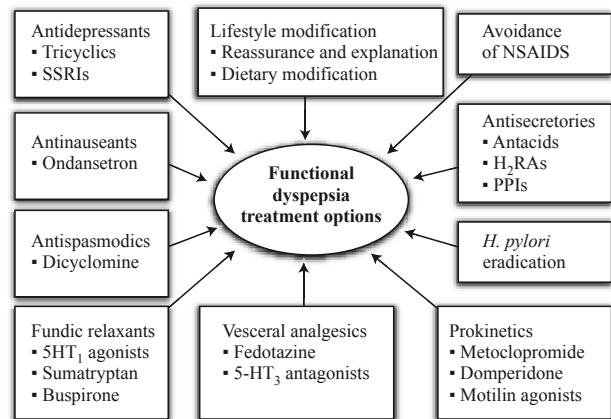 Antidepressants
▪ Tricyclics
▪ SSRIs
Lifestyle modification
▪ Reassurance and explanation
▪ Dietary modification
Avoidance
of NSAIDS
Antinauseants
▪ Ondansetron
Functional
dyspepsia
treatment options
Antisecretories
▪ Antacids
▪ H₂RAs
▪ PPIs
Antispasmodics
▪ Dicyclomine
H. pylori
eradication
Fundic relaxants
▪ 5HT₁ agonists
▪ Sumatryptan
▪ Buspirone
Vesceral analgesics
▪ Fedotazine
▪ 5-HT₃ antagonists
Prokinetics
▪ Metoclopromide
▪ Domperidone
▪ Motilin agonists